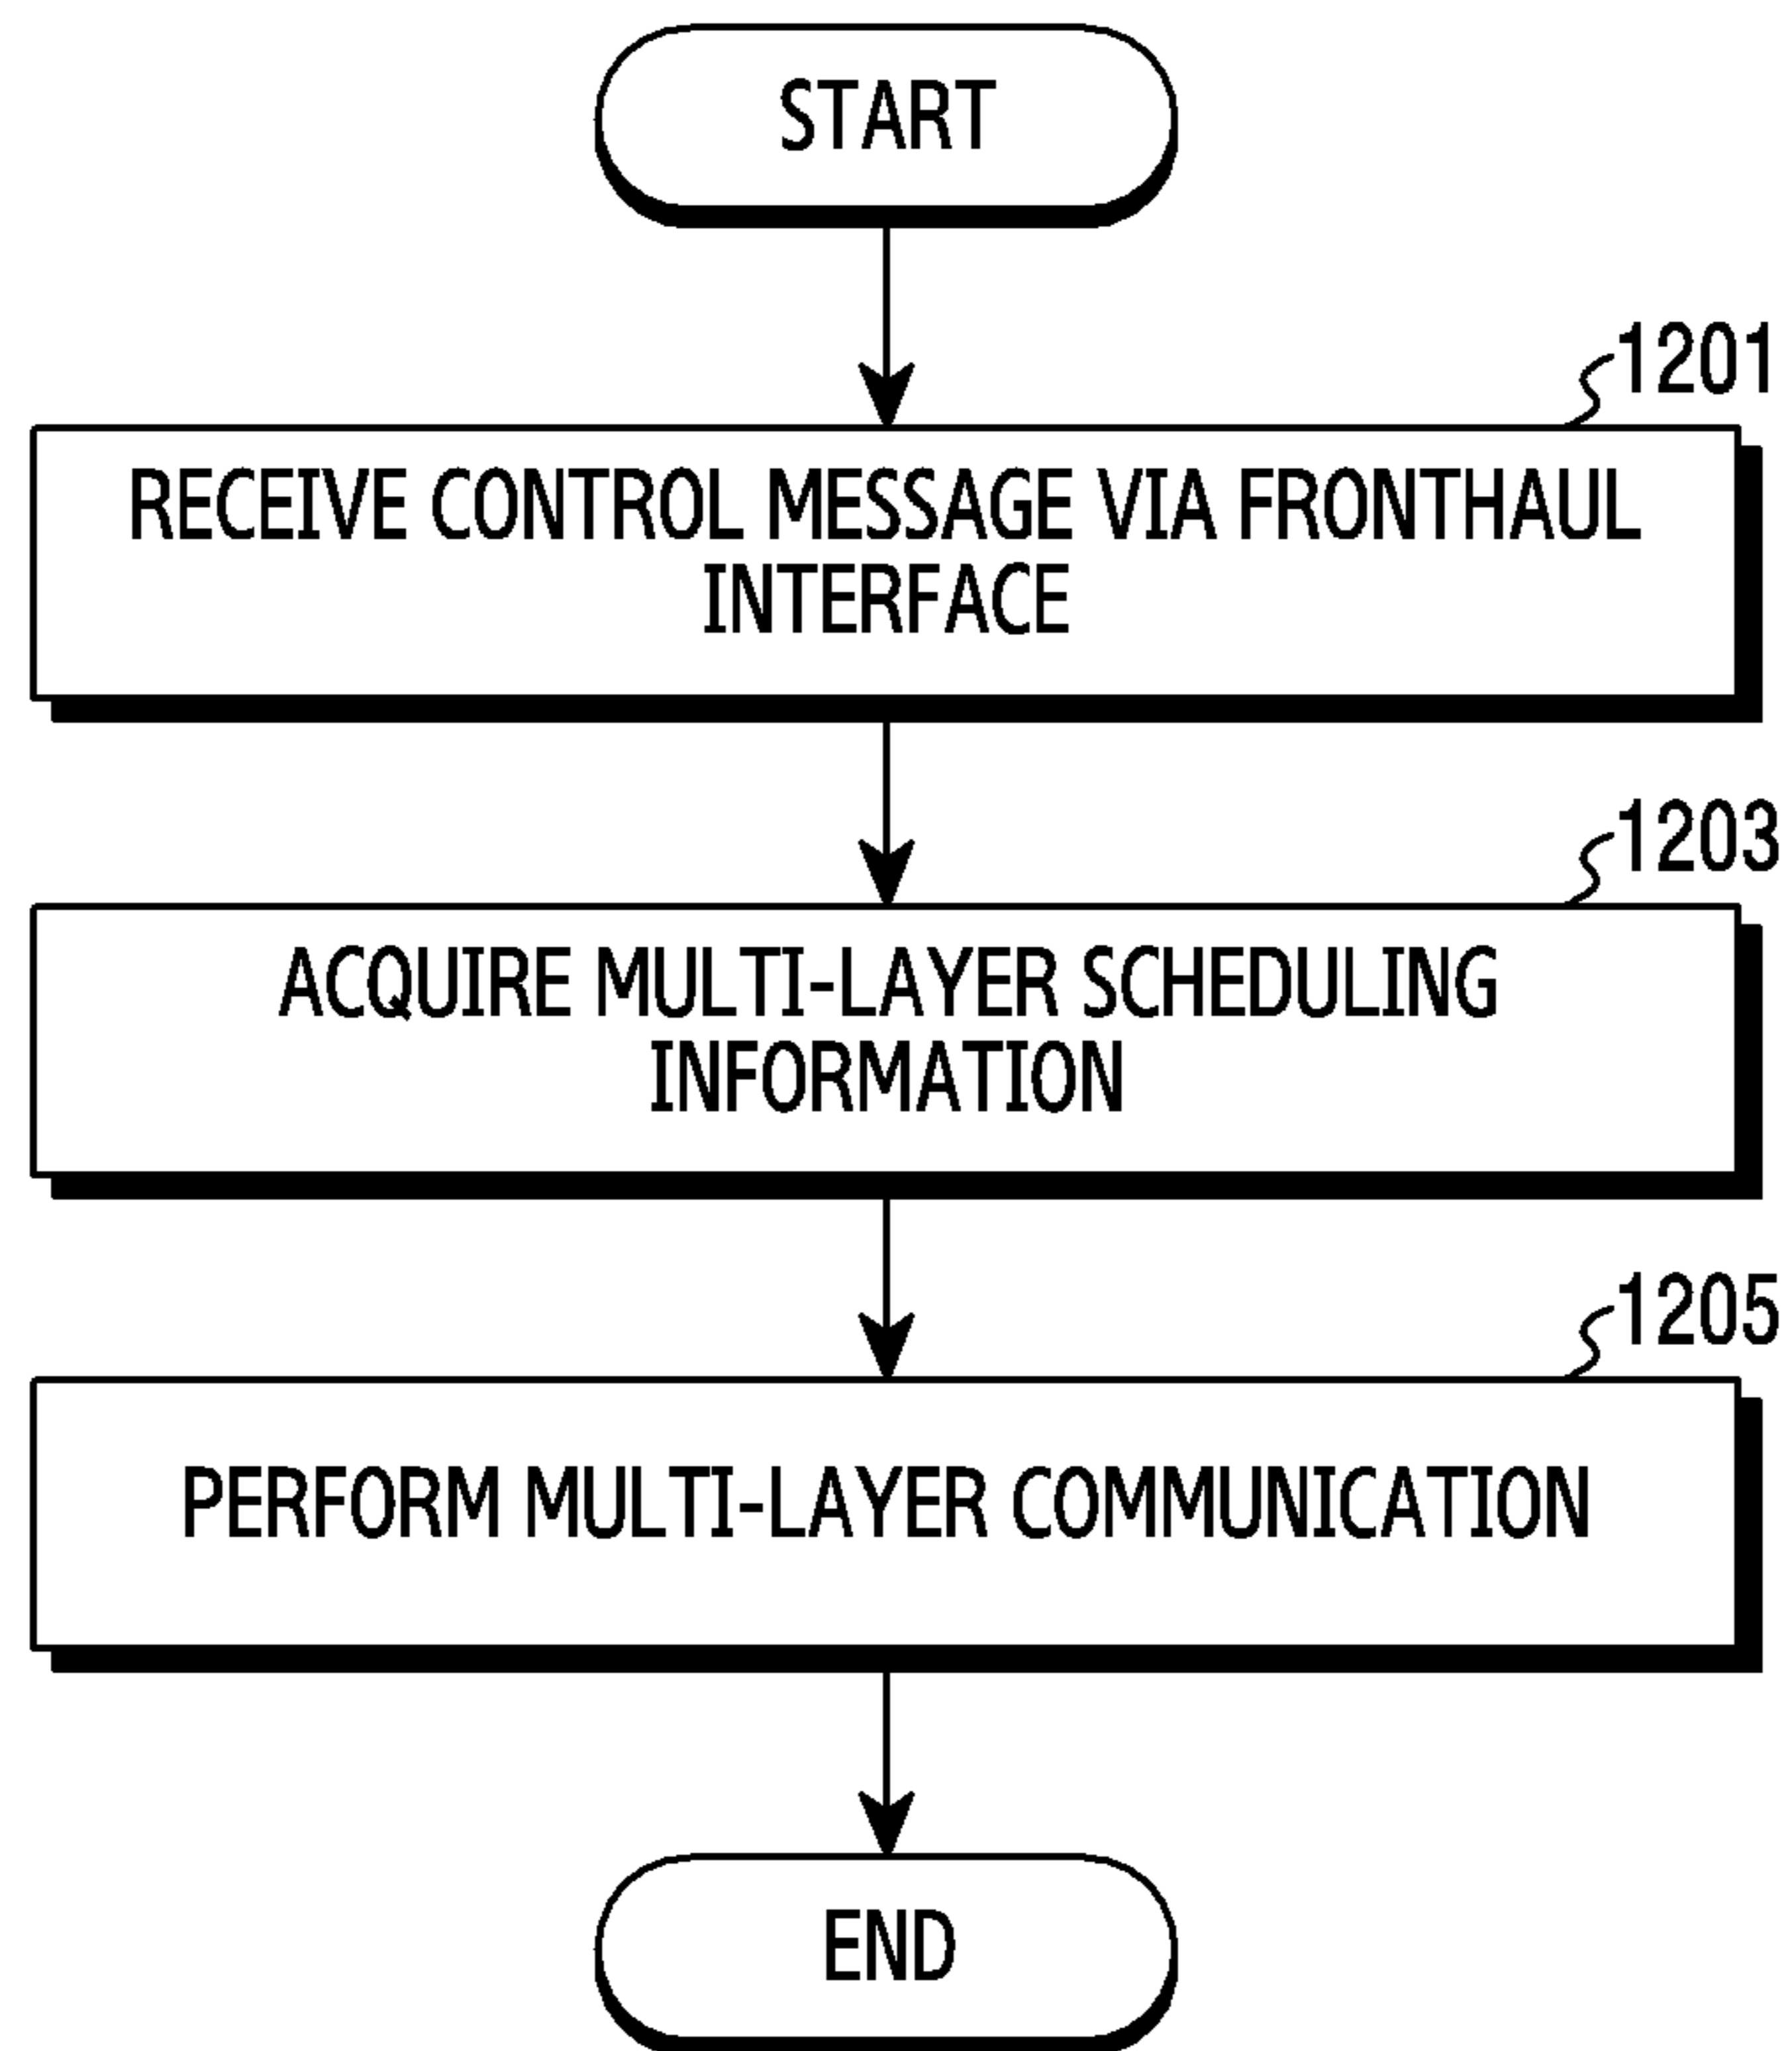 START
1201
RECEIVE CONTROL MESSAGE VIA FRONTHAUL
INTERFACE
1203
ACQUIRE MULTI-LAYER SCHEDULING
INFORMATION
1205
PERFORM MULTI-LAYER COMMUNICATION
END